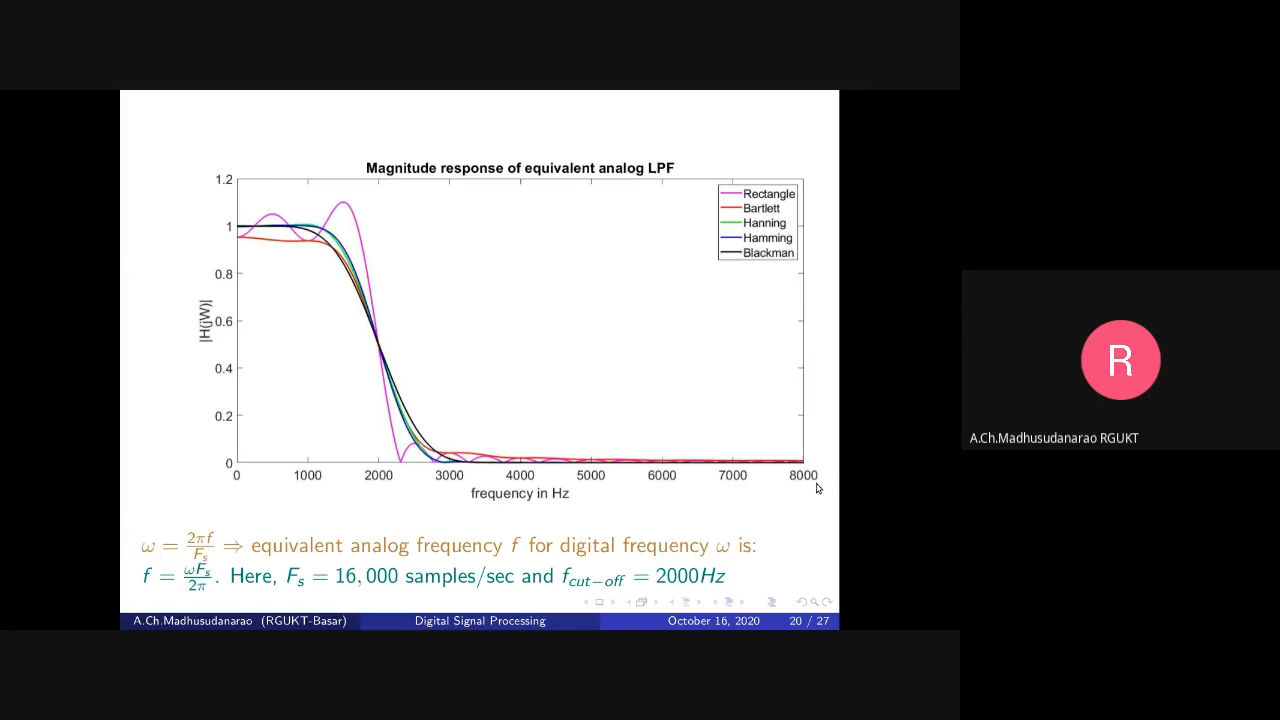 Magnitude response of equivalent analog LPF
1.2
1
0.8
0.6
0.4
0.2
0
|H(jW)|
Rectangle
Bartlett
Hanning
Hamming
Blackman
0 1000 2000 3000 4000 5000 6000 7000 8000
frequency in Hz
ω = 2πf/Fs ⇒ equivalent analog frequency f for digital frequency ω is:
f = ωFs/2π. Here, Fs = 16,000 samples/sec and fcut−off = 2000Hz
A.Ch.Madhusudanarao (RGUKT-Basar) Digital Signal Processing October 16, 2020 20 / 27
R
A.Ch.Madhusudanarao RGUKT